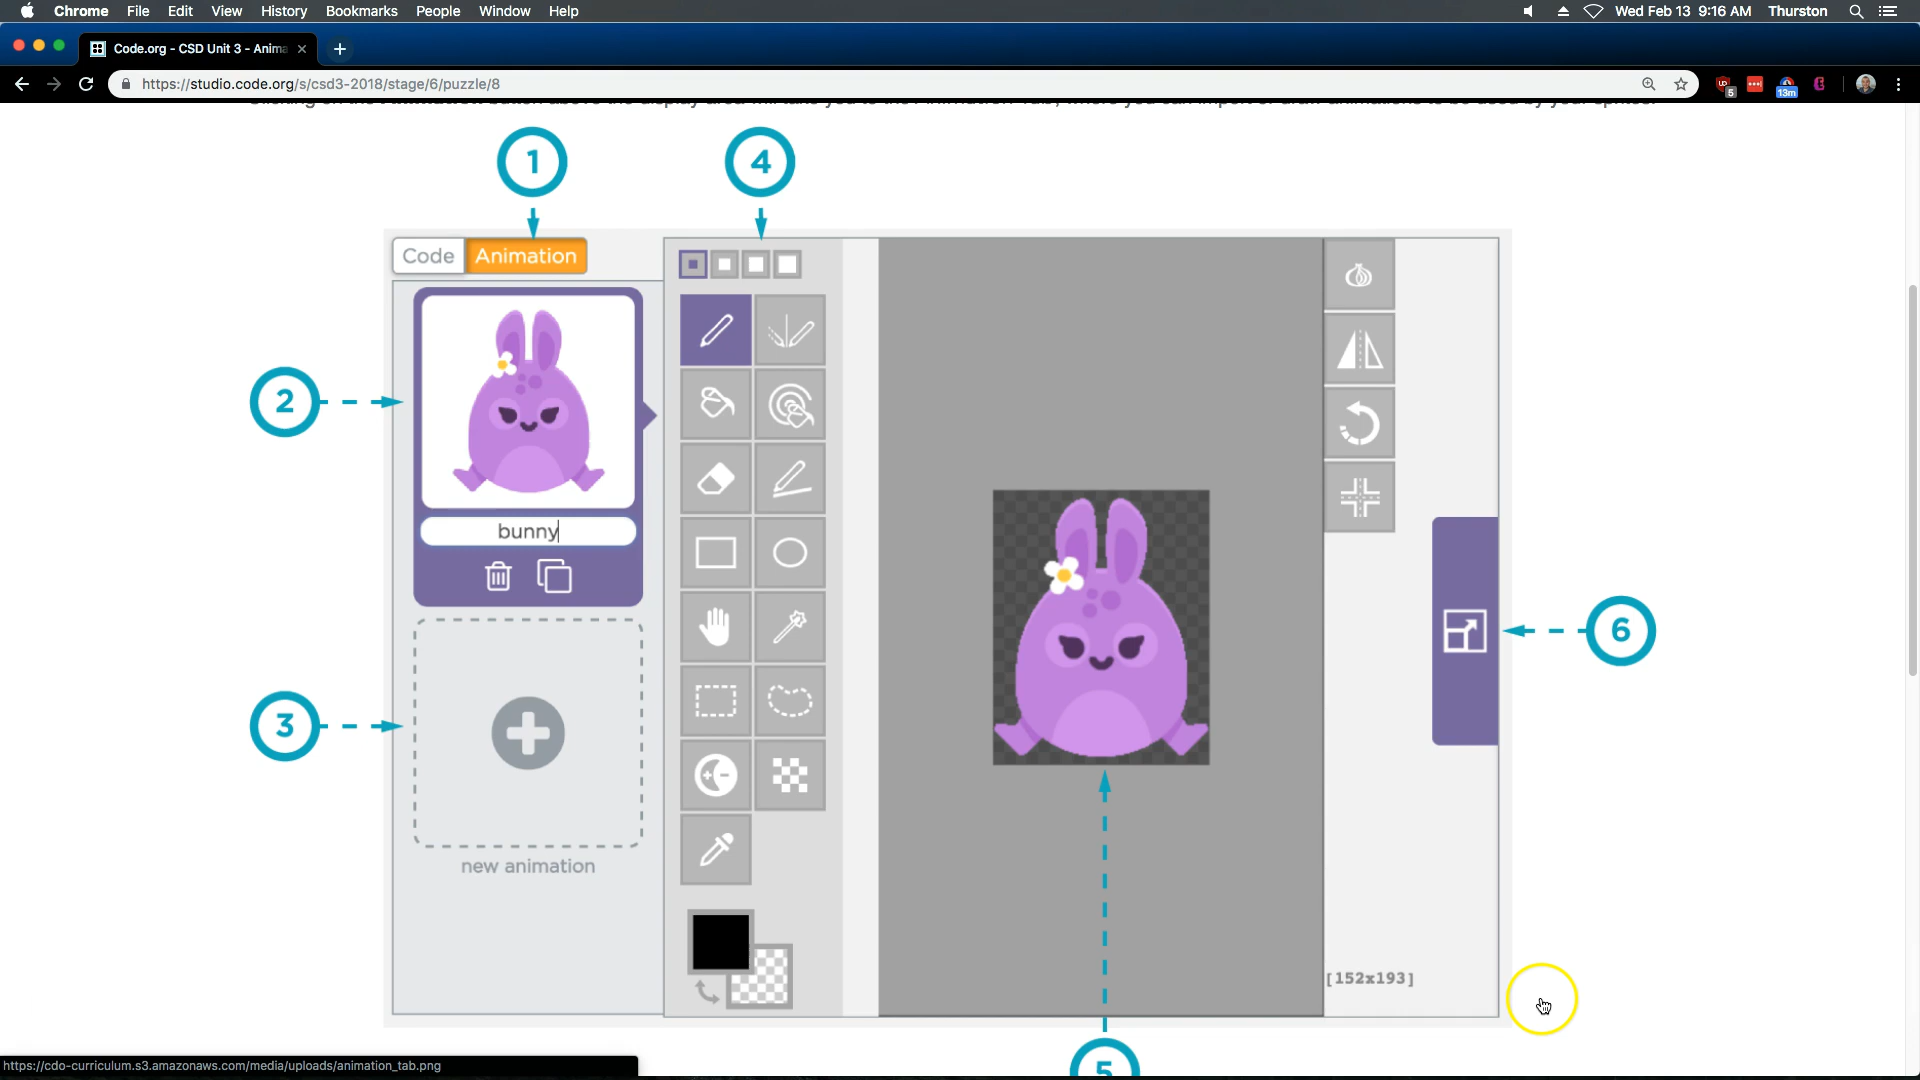 Chrome File Edit View History Bookmarks People Window Help
Wed Feb 13 9:16 AM Thurston
Code.org - CSD Unit 3 - Anima
https://studio.code.org/s/csd3-2018/stage/6/puzzle/8
5
13m
1
4
Code Animation
2
bunny
6
3
new animation
[152x193]
5
https://cdo-curriculum.s3.amazonaws.com/media/uploads/animation_tab.png